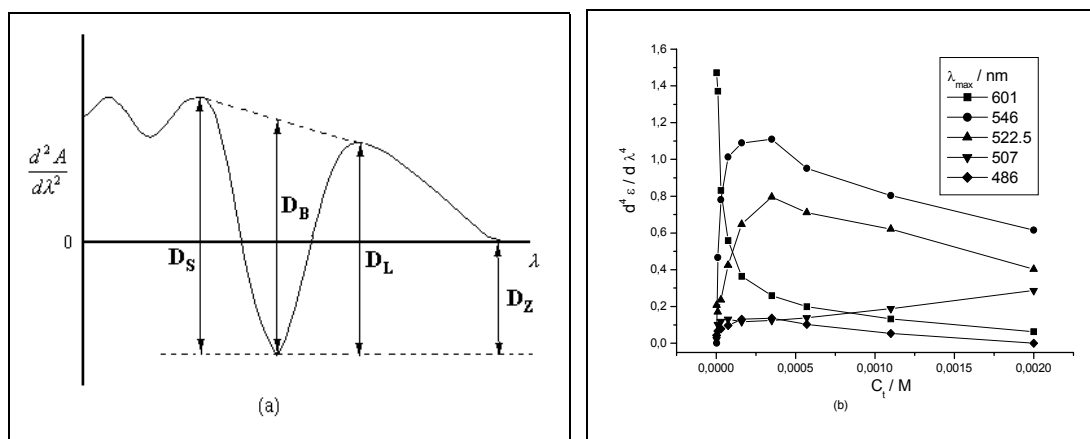 d² A
dλ²
0
D_S
D_B
D_L
D_Z
λ
(a)
d⁴ ε / d λ⁴
1,6
1,4
1,2
1,0
0,8
0,6
0,4
0,2
0,0
λmax / nm
601
546
522.5
507
486
0,0000
0,0005
0,0010
0,0015
0,0020
C_t / M
(b)